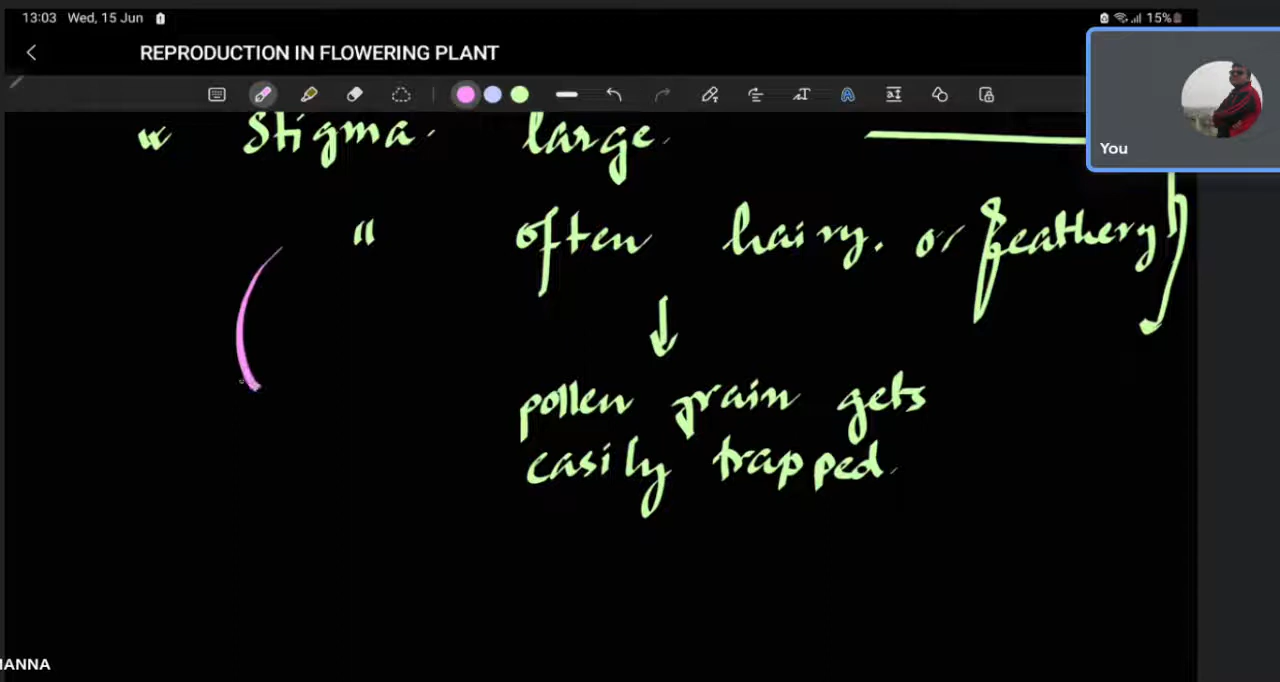 13:03 Wed, 15 Jun
15%
REPRODUCTION IN FLOWERING PLANT
You
Stigma. large.
" often hairy. or feathery
pollen grain gets
easily trapped.
IANNA